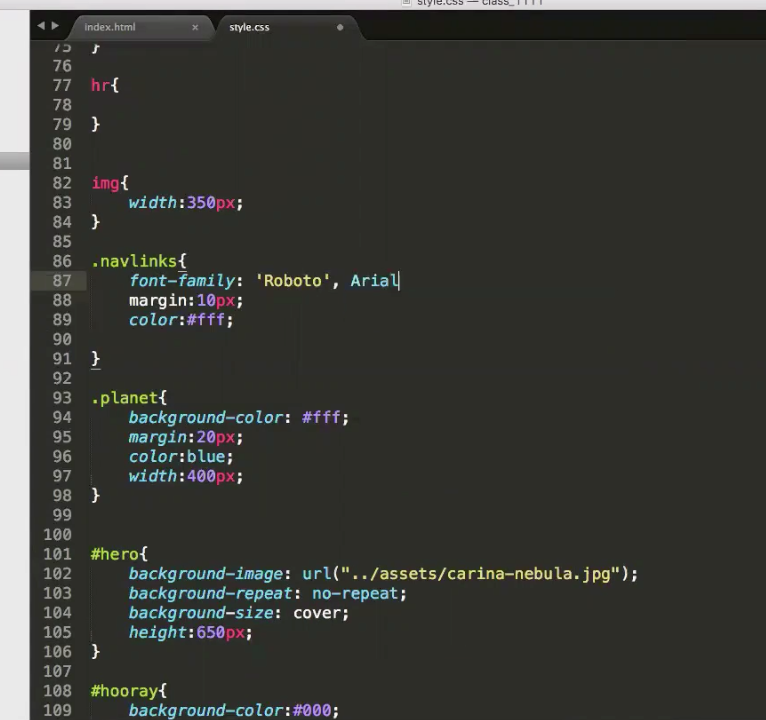 style.css — class_1111
index.html ×
style.css
75 }
76
77 hr{
78
79 }
80
81
82 img{
83 width:350px;
84 }
85
86 .navlinks{
87 font-family: 'Roboto', Arial
88 margin:10px;
89 color:#fff;
90
91 }
92
93 .planet{
94 background-color: #fff;
95 margin:20px;
96 color:blue;
97 width:400px;
98 }
99
100
101 #hero{
102 background-image: url("../assets/carina-nebula.jpg");
103 background-repeat: no-repeat;
104 background-size: cover;
105 height:650px;
106 }
107
108 #hooray{
109 background-color:#000;